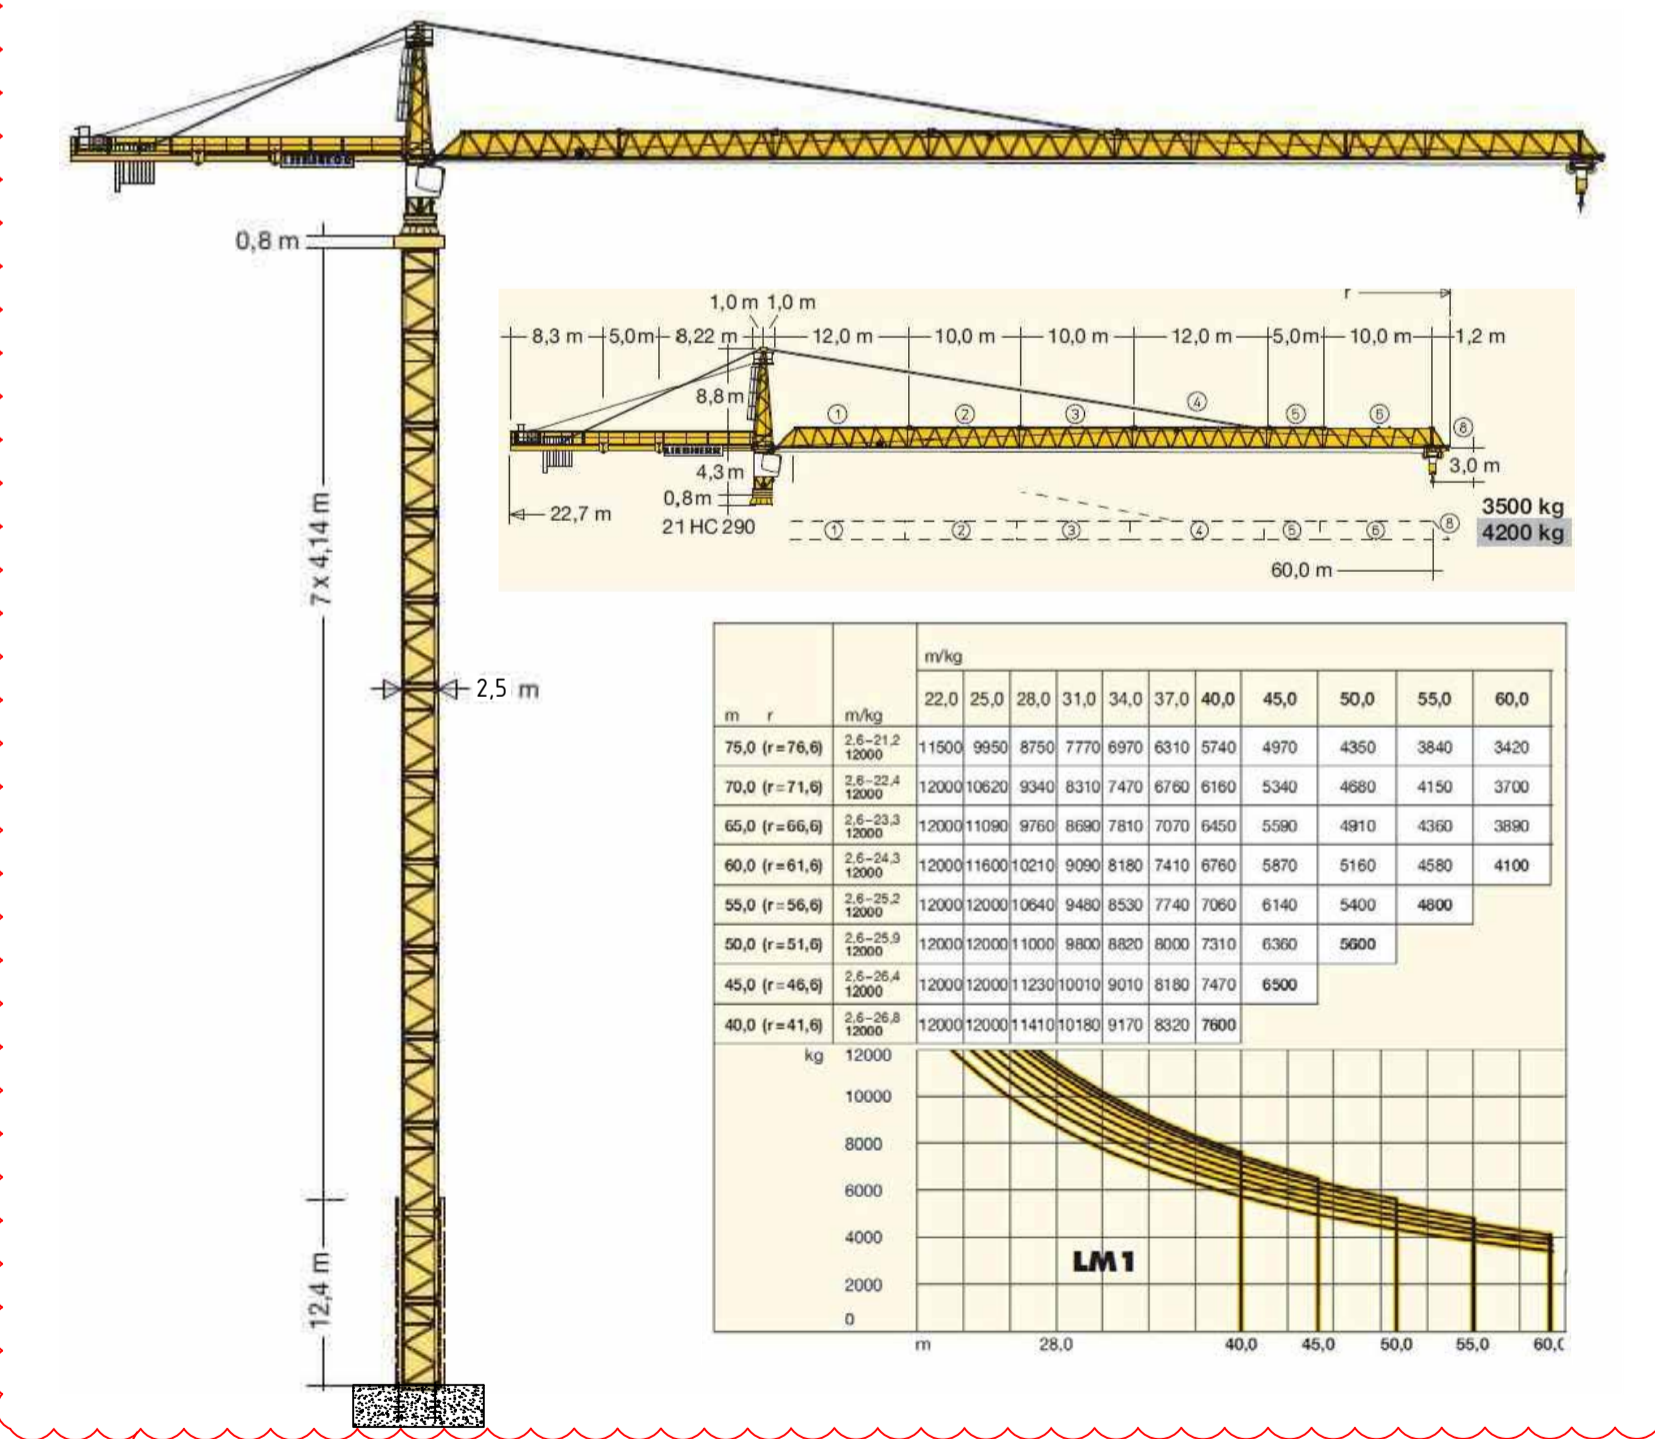 LIEBHERR
0,8 m
7 x 4,14 m
2,5 m
12,4 m
r
1,0 m 1,0 m
8,3 m 5,0m 8,22 m 12,0 m 10,0 m 10,0 m 12,0 m 5,0m 10,0 m 1,2 m
8,8 m
1 2 3 4 5 6 8
LIEBHERR
4,3 m
3,0 m
0,8m
22,7 m
21 HC 290
1 2 3 4 5 6 8
3500 kg
4200 kg
60,0 m
m/kg
m r m/kg 22,0 25,0 28,0 31,0 34,0 37,0 40,0 45,0 50,0 55,0 60,0
75,0 (r=76,6) 2,6–21,2 12000 11500 9950 8750 7770 6970 6310 5740 4970 4350 3840 3420
70,0 (r=71,6) 2,6–22,4 12000 12000 10620 9340 8310 7470 6760 6160 5340 4680 4150 3700
65,0 (r=66,6) 2,6–23,3 12000 12000 11090 9760 8690 7810 7070 6450 5590 4910 4360 3890
60,0 (r=61,6) 2,6–24,3 12000 12000 11600 10210 9090 8180 7410 6760 5870 5160 4580 4100
55,0 (r=56,6) 2,6–25,2 12000 12000 12000 10640 9480 8530 7740 7060 6140 5400 4800
50,0 (r=51,6) 2,6–25,9 12000 12000 12000 11000 9800 8820 8000 7310 6360 5600
45,0 (r=46,6) 2,6–26,4 12000 12000 12000 11230 10010 9010 8180 7470 6500
40,0 (r=41,6) 2,6–26,8 12000 12000 12000 11410 10180 9170 8320 7600
kg 12000
10000
8000
6000
4000
LM1
2000
0
m 28,0 40,0 45,0 50,0 55,0 60,0